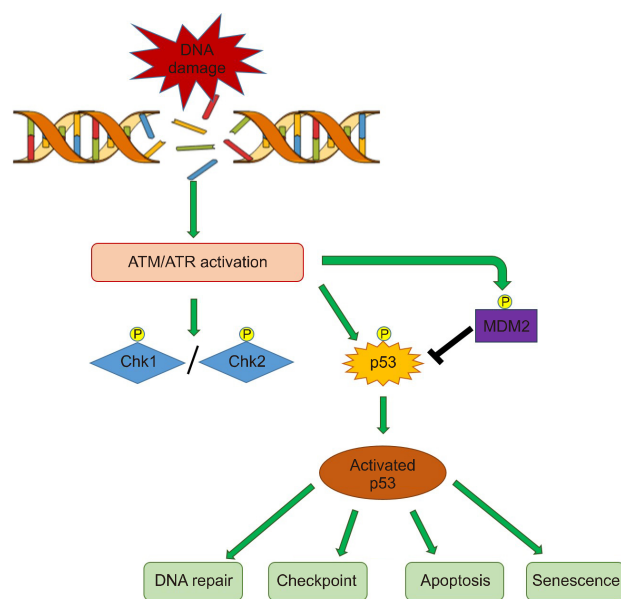 DNA
damage
ATM/ATR activation
P
MDM2
P
Chk1
/
P
Chk2
P
p53
Activated
p53
DNA repair
Checkpoint
Apoptosis
Senescence